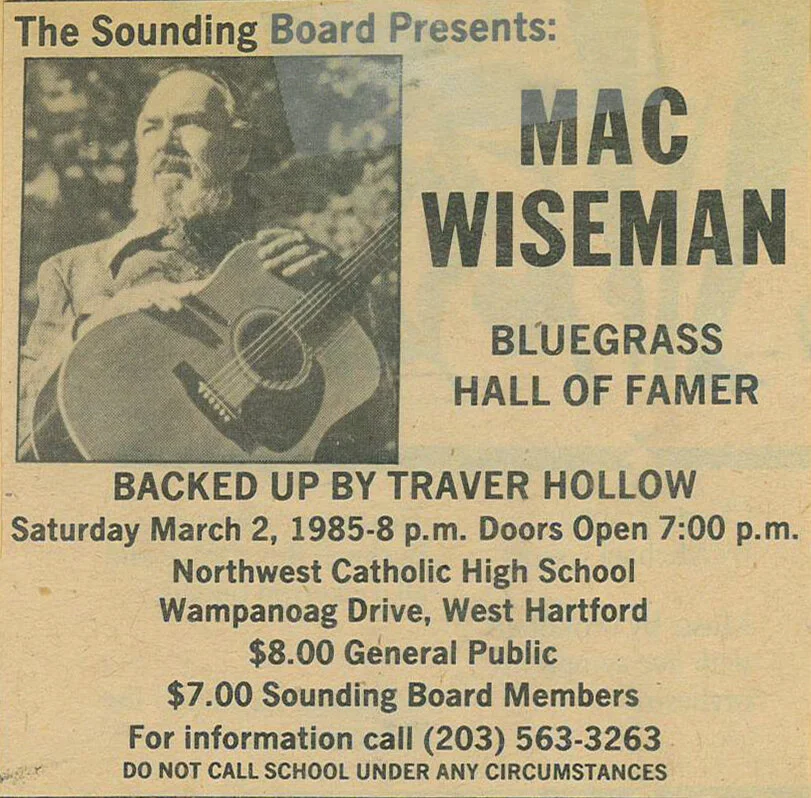 The Sounding Board Presents:
MAC
WISEMAN
BLUEGRASS
HALL OF FAMER
BACKED UP BY TRAVER HOLLOW
Saturday March 2, 1985-8 p.m. Doors Open 7:00 p.m.
Northwest Catholic High School
Wampanoag Drive, West Hartford
$8.00 General Public
$7.00 Sounding Board Members
For information call (203) 563-3263
DO NOT CALL SCHOOL UNDER ANY CIRCUMSTANCES